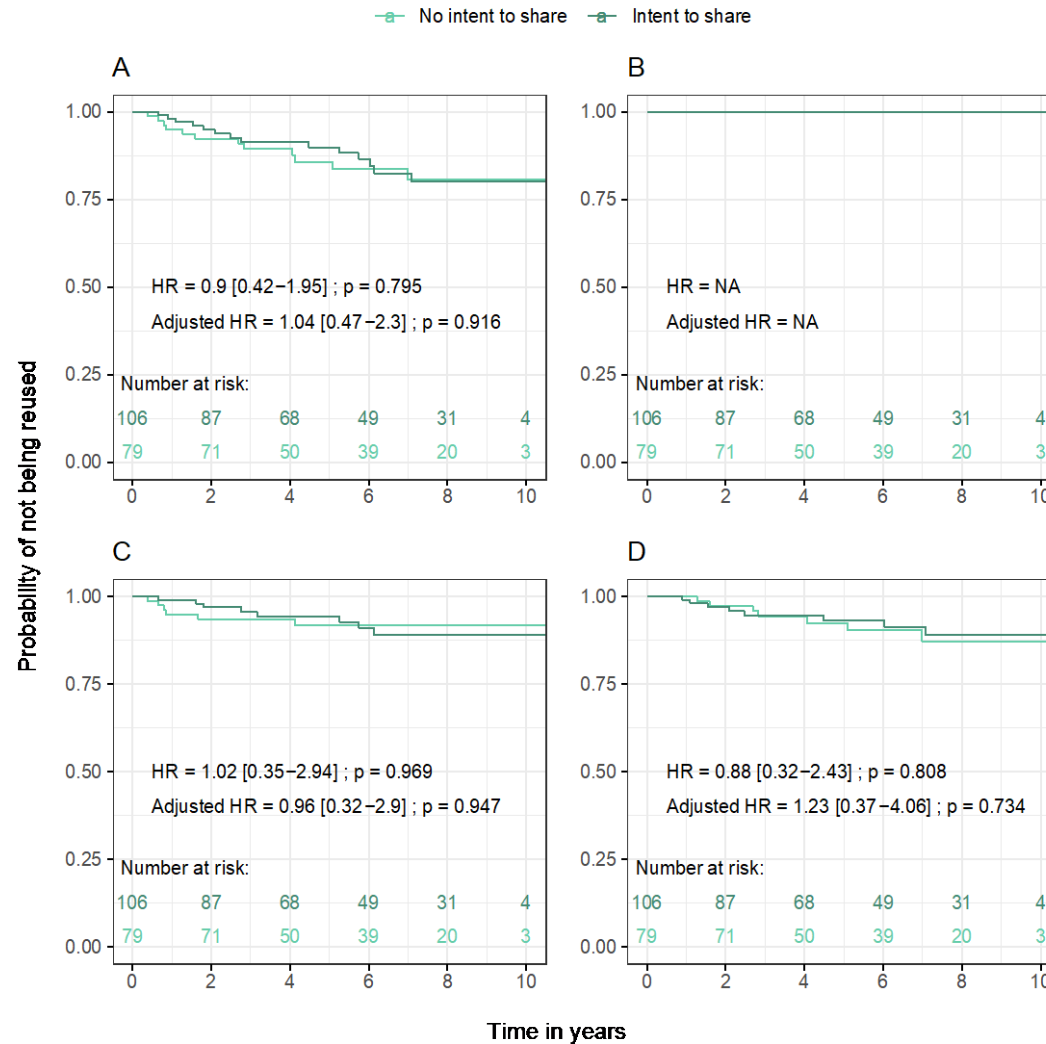 a No intent to share a Intent to share
A
1.00
0.75
0.50
0.25
0.00
HR = 0.9 [0.42−1.95] ; p = 0.795
Adjusted HR = 1.04 [0.47−2.3] ; p = 0.916
Number at risk:
106 87 68 49 31 4
79 71 50 39 20 3
0 2 4 6 8 10
B
1.00
0.75
0.50
0.25
0.00
HR = NA
Adjusted HR = NA
Number at risk:
106 87 68 49 31 4
79 71 50 39 20 3
0 2 4 6 8 10
Probability of not being reused
C
1.00
0.75
0.50
0.25
0.00
HR = 1.02 [0.35−2.94] ; p = 0.969
Adjusted HR = 0.96 [0.32−2.9] ; p = 0.947
Number at risk:
106 87 68 49 31 4
79 71 50 39 20 3
0 2 4 6 8 10
D
1.00
0.75
0.50
0.25
0.00
HR = 0.88 [0.32−2.43] ; p = 0.808
Adjusted HR = 1.23 [0.37−4.06] ; p = 0.734
Number at risk:
106 87 68 49 31 4
79 71 50 39 20 3
0 2 4 6 8 10
Time in years